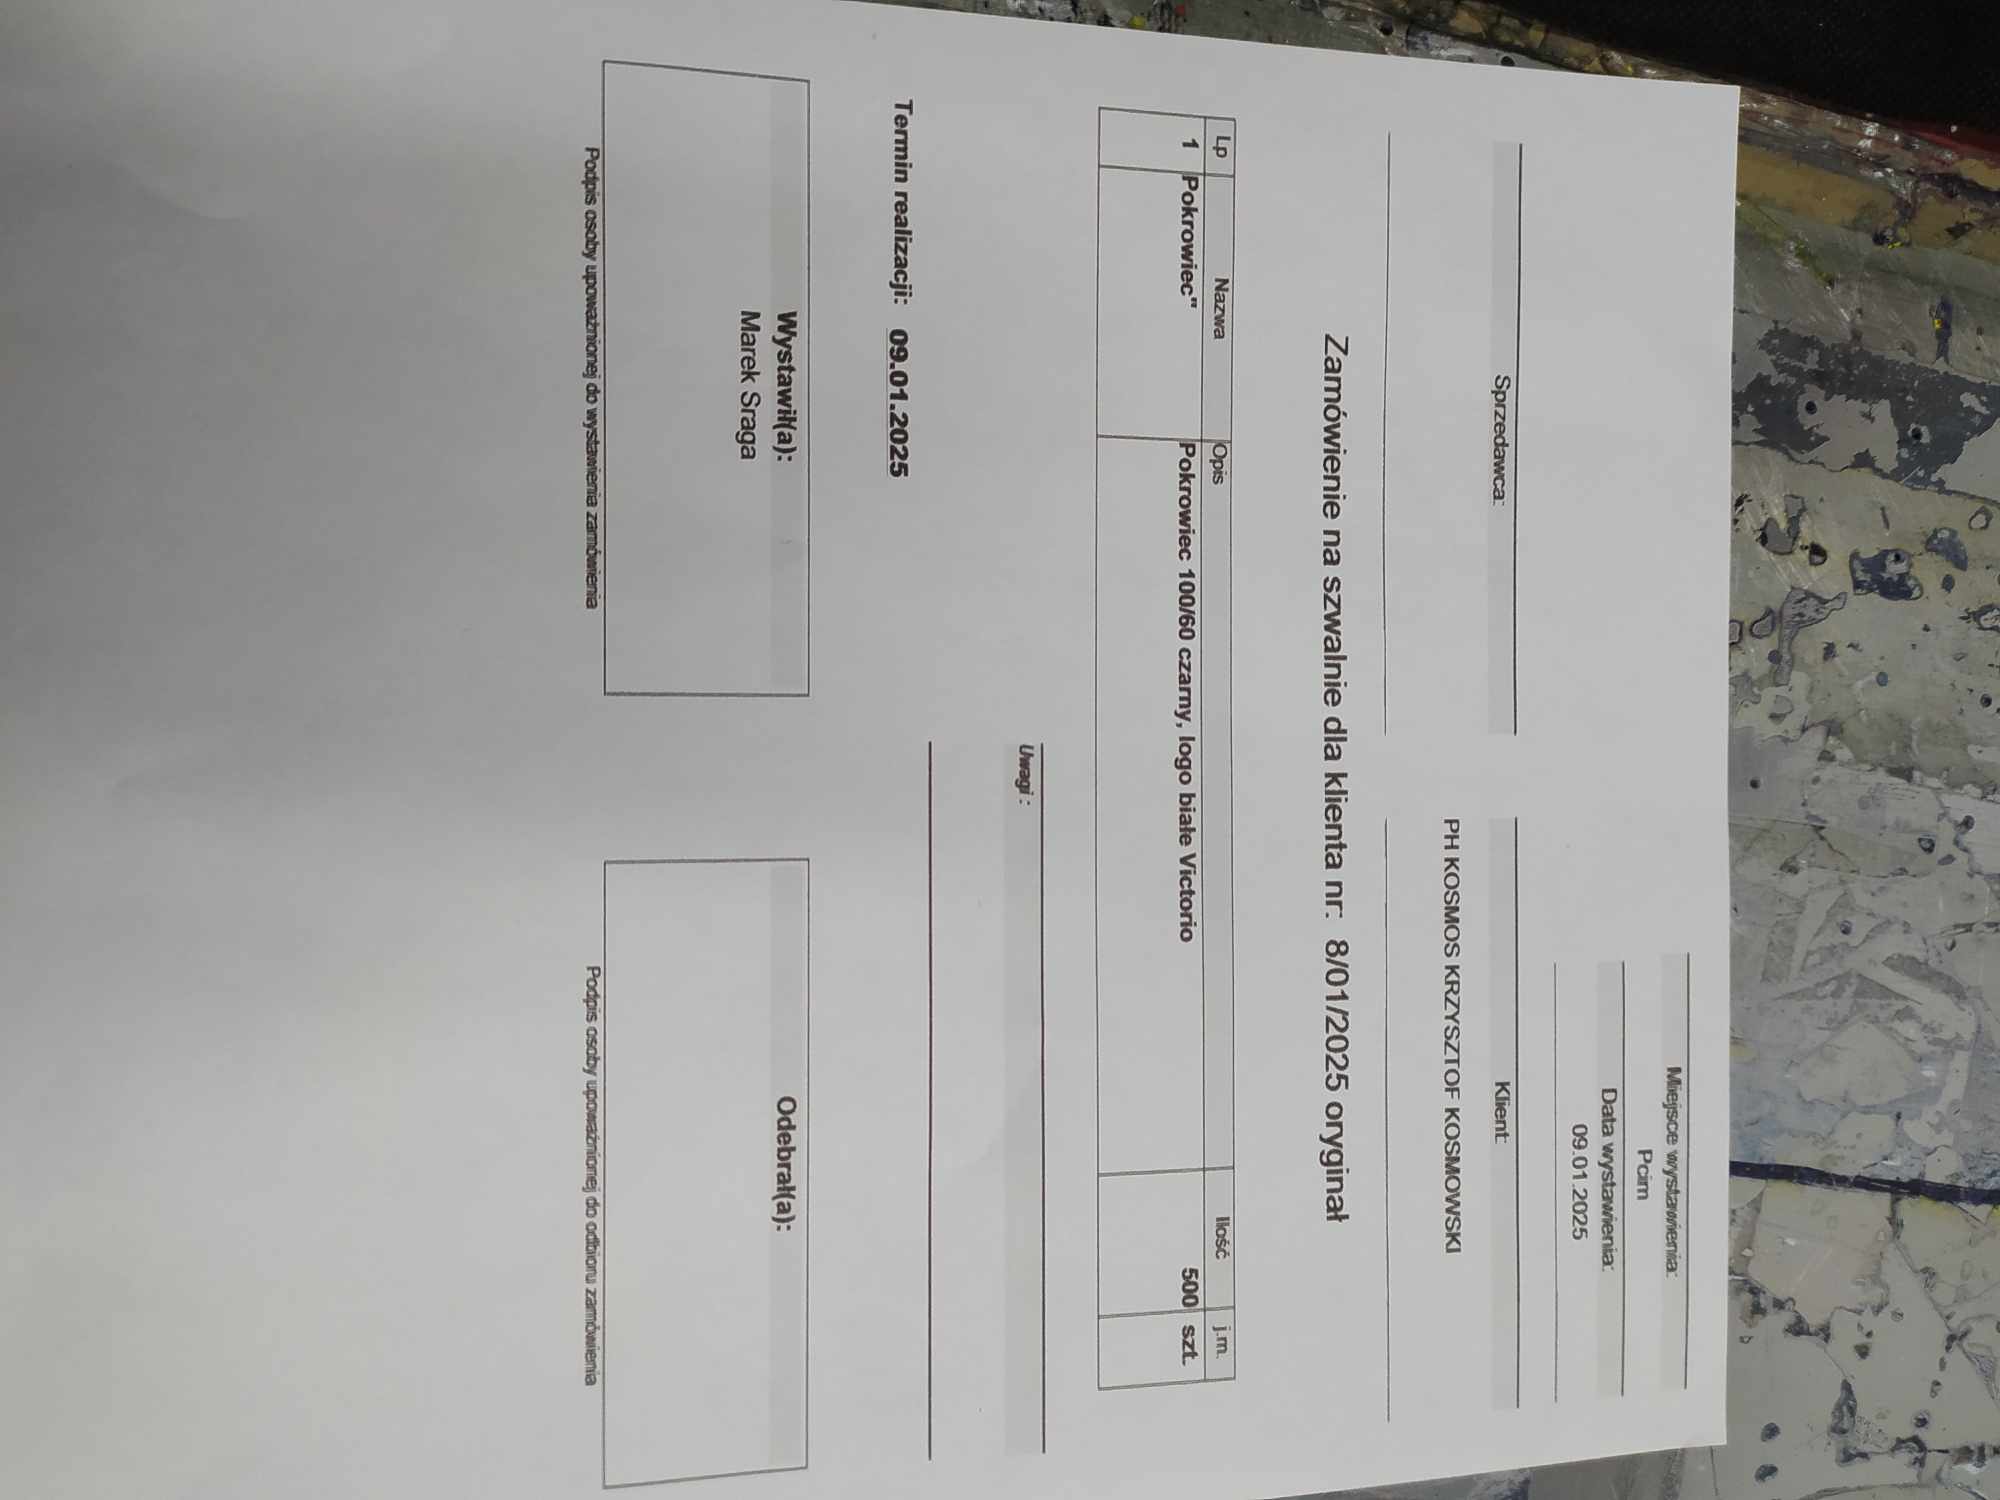 Miejsce wystawienia:
Pcim
Data wystawienia:
09.01.2025
Sprzedawca:
Klient:
PH KOSMOS KRZYSZTOF KOSMOWSKI
Zamówienie na szwalnie dla klienta nr: 8/01/2025 oryginał
Lp Nazwa Opis Ilość j.m.
1 Pokrowiec" Pokrowiec 100/60 czarny, logo białe Victorio 500 szt.
Uwagi :
Termin realizacji: 09.01.2025
Wystawił(a):
Marek Sraga
Podpis osoby upoważnionej do wystawienia zamówienia
Odebrał(a):
Podpis osoby upoważnionej do odbioru zamówienia